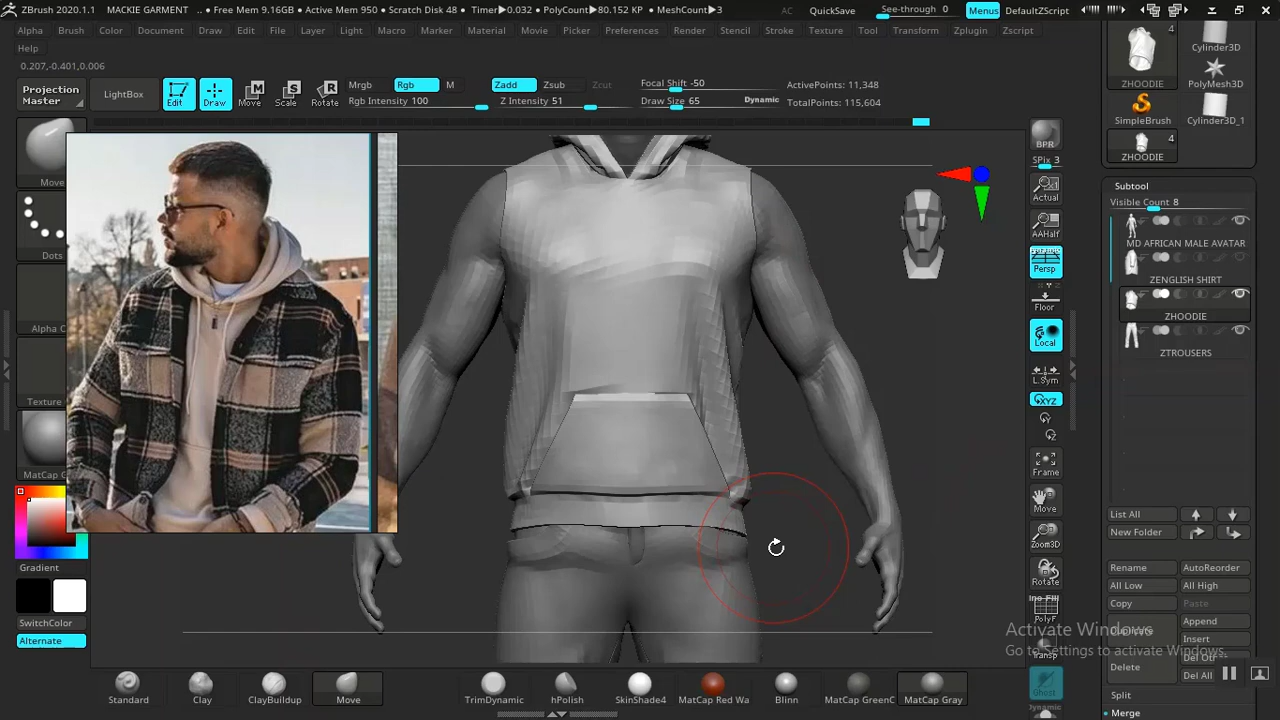 ZBrush 2020.1.1 MACKIE GARMENT .. • Free Mem 9.16GB • Active Mem 950 • Scratch Disk 48 • Timer▶0.032 • PolyCount▶80.152 KP • MeshCount▶3 AC QuickSave See-through 0 Menus DefaultZScript
Alpha Brush Color Document Draw Edit File Layer Light Macro Marker Material Movie Picker Preferences Render Stencil Stroke Texture Tool Transform Zplugin Zscript
Help
0.207,-0.401,0.006
Projection Master
LightBox
Edit Draw Move Scale Rotate
Mrgb Rgb M
Rgb Intensity 100
Zadd Zsub Zcut
Z Intensity 51
Focal Shift -50
Draw Size 65 Dynamic
ActivePoints: 11,348
TotalPoints: 115,604
Move
Dots
Alpha
Texture
MatCap
Gradient
SwitchColor
Alternate
BPR
SPix 3
Actual
AAHalf
Persp
Floor
Local
L.Sym
XYZ
Y
Z
Frame
Move
Zoom3D
Rotate
PolyF
Transp
Ghost
Dynamic
4
ZHOODIE
Cylinder3D
PolyMesh3D
SimpleBrush
Cylinder3D_1
4
ZHOODIE
Subtool
Visible Count 8
MD AFRICAN MALE AVATAR
ZENGLISH SHIRT
ZHOODIE
ZTROUSERS
List All
New Folder
Rename AutoReorder
All Low All High
Copy Paste
Duplicate Append
Insert
Delete Del Oth
Del All
Split
Merge
Activate Windows
Go to Settings to activate Windows.
Standard Clay ClayBuildup Move TrimDynamic hPolish SkinShade4 MatCap Red Wa Blinn MatCap GreenC MatCap Gray